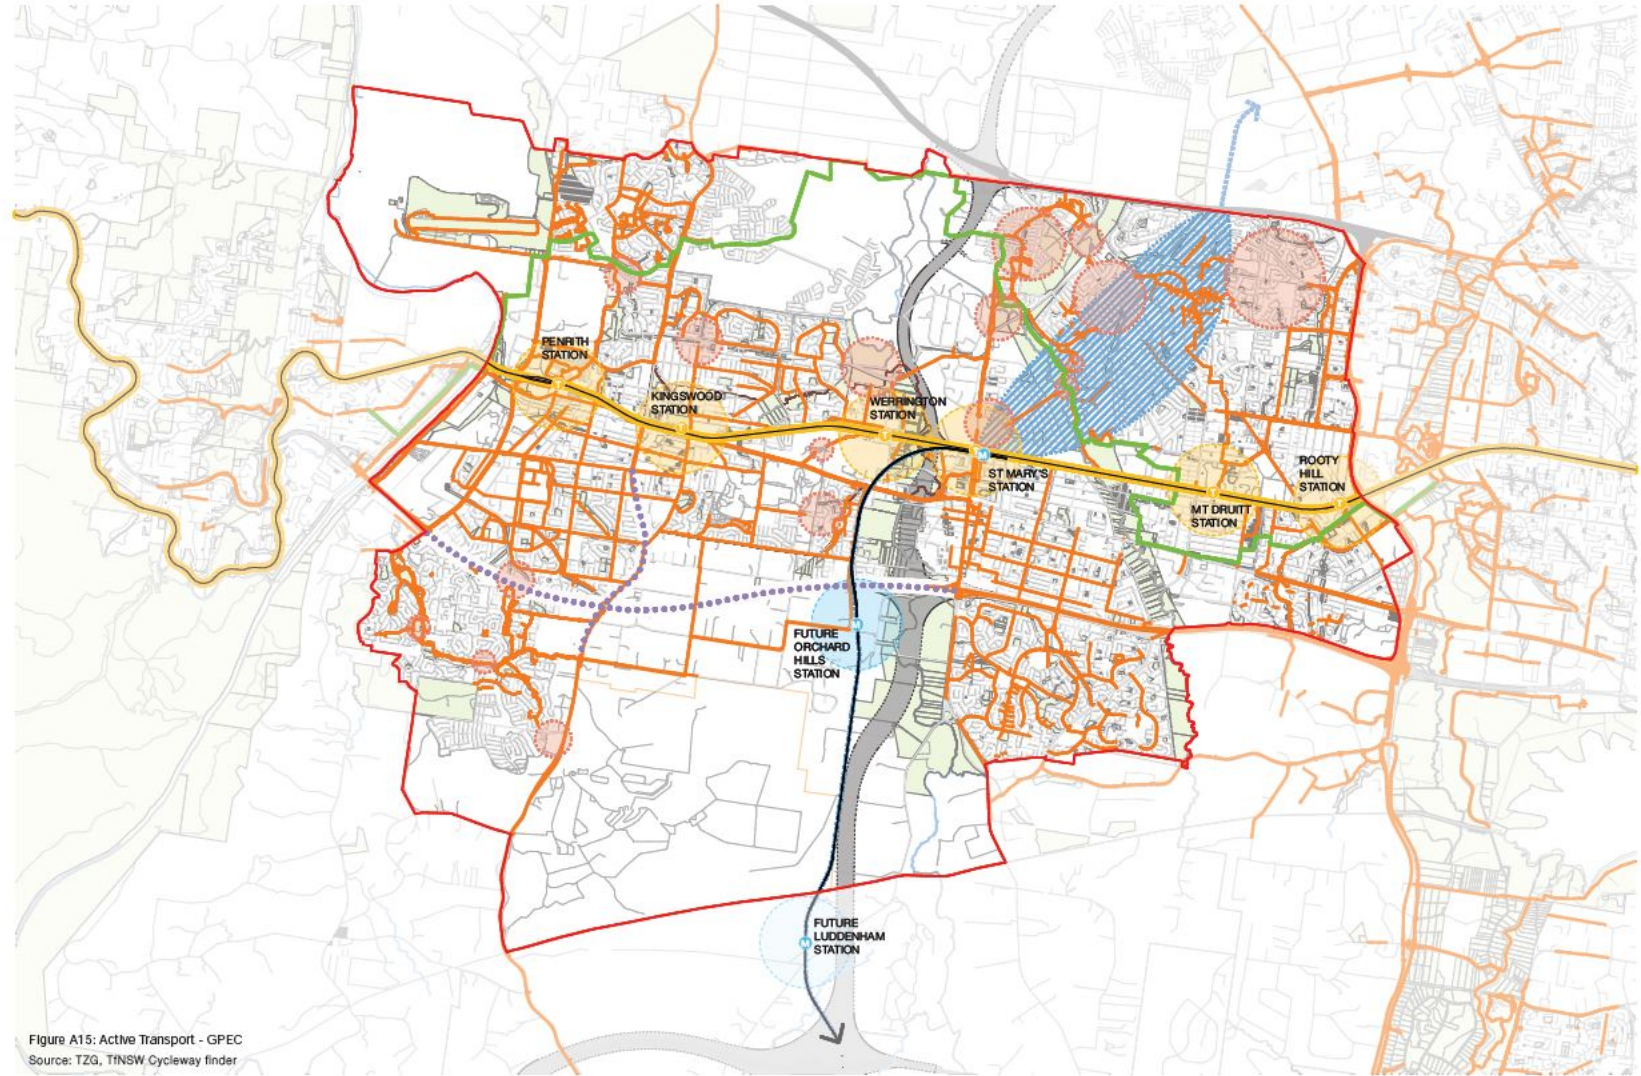 PENRITH
STATION
KINGSWOOD
STATION
WERRINGTON
STATION
ST MARY'S
STATION
ROOTY
HILL
STATION
MT DRUITT
STATION
FUTURE
ORCHARD
HILLS
STATION
FUTURE
LUDDENHAM
STATION
T
T
T
M
T
T
M
M
Figure A15: Active Transport - GPEC
Source: TZG, TfNSW Cycleway finder